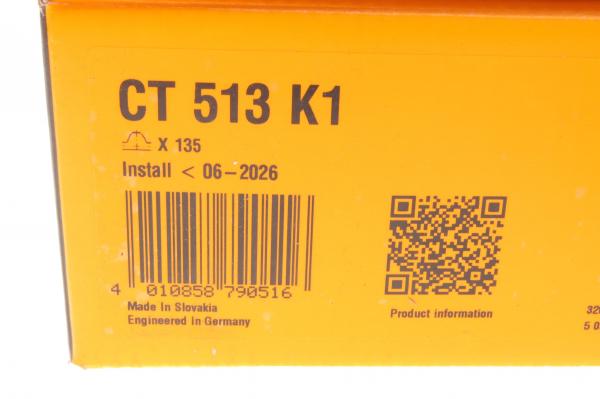 CT 513 K1
X 135
Install < 06-2026
4 010858 790516
Made In Slovakia
Engineered In Germany
Product information